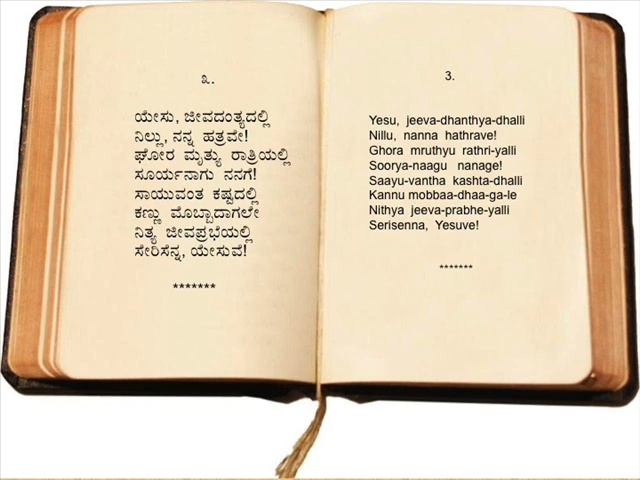 ೩.
ಯೇಸು, ಜೀವದಂತ್ಯದಲ್ಲಿ
ನಿಲ್ಲು, ನನ್ನ ಹತ್ರವೇ!
ಘೋರ ಮೃತ್ಯು ರಾತ್ರಿಯಲ್ಲಿ
ಸೂರ್ಯನಾಗು ನನಗೆ!
ಸಾಯುವಂತ ಕಷ್ಟದಲ್ಲಿ
ಕಣ್ಣು ಮೊಬ್ಬಾದಾಗಲೇ
ನಿತ್ಯ ಜೀವಪ್ರಭೆಯಲ್ಲಿ
ಸೇರಿಸೆನ್ನ, ಯೇಸುವೆ!
*******
3.
Yesu, jeeva-dhanthya-dhalli
Nillu, nanna hathrave!
Ghora mruthyu rathri-yalli
Soorya-naagu nanage!
Saayu-vantha kashta-dhalli
Kannu mobbaa-dhaa-ga-le
Nithya jeeva-prabhe-yalli
Serisenna, Yesuve!
*******